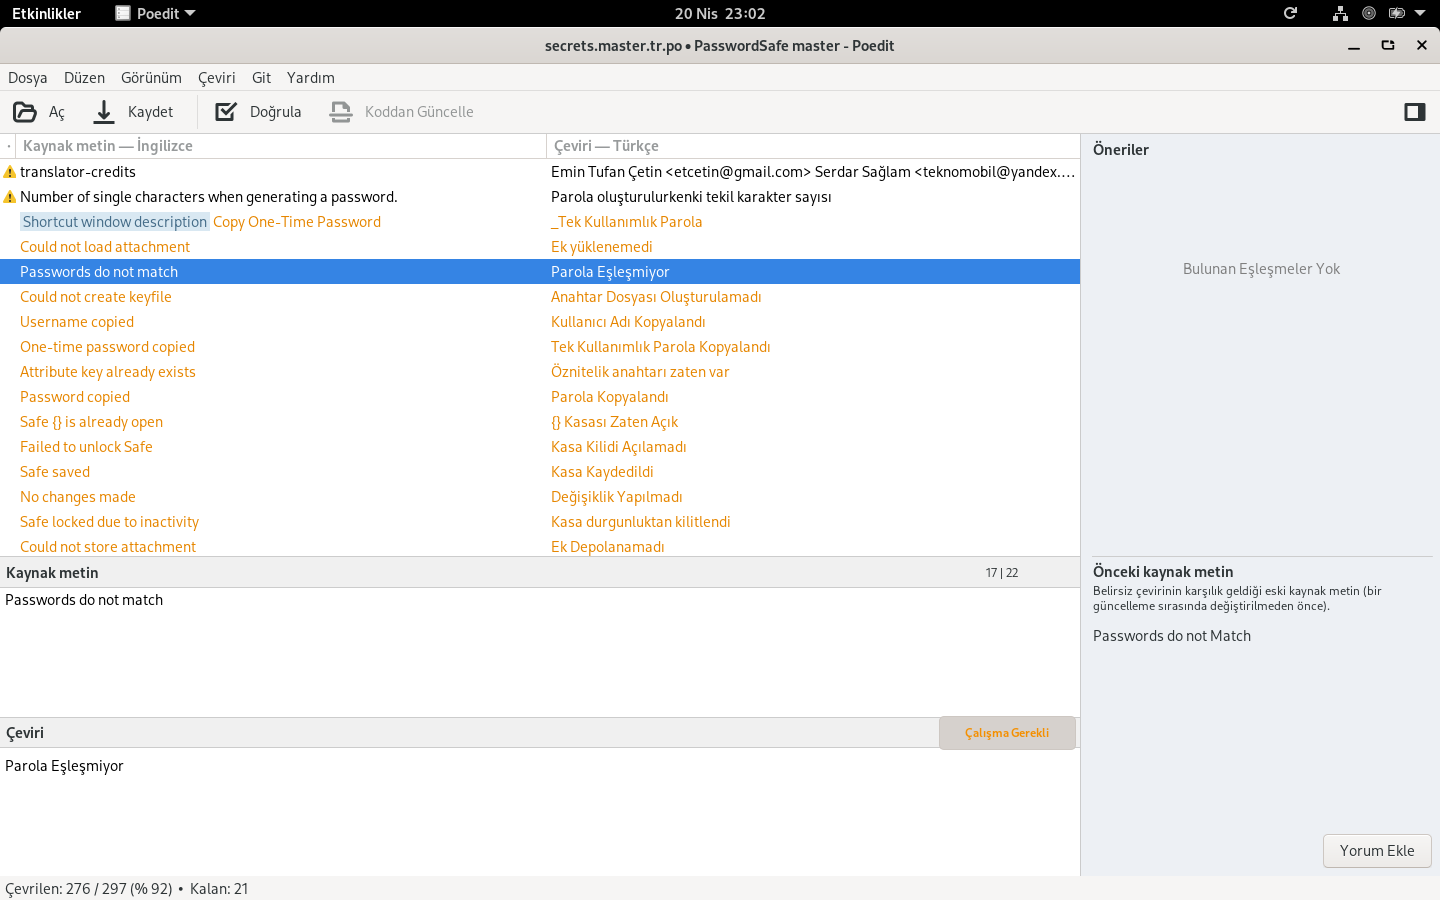 Etkinlikler Poedit 20 Nis 23:02
secrets.master.tr.po • PasswordSafe master - Poedit
Dosya Düzen Görünüm Çeviri Git Yardım
Aç Kaydet Doğrula Koddan Güncelle
Kaynak metin — İngilizce Çeviri — Türkçe
translator-credits Emin Tufan Çetin <etcetin@gmail.com> Serdar Sağlam <teknomobil@yandex....
Number of single characters when generating a password. Parola oluşturulurkenki tekil karakter sayısı
Shortcut window description Copy One-Time Password _Tek Kullanımlık Parola
Could not load attachment Ek yüklenemedi
Passwords do not match Parola Eşleşmiyor
Could not create keyfile Anahtar Dosyası Oluşturulamadı
Username copied Kullanıcı Adı Kopyalandı
One-time password copied Tek Kullanımlık Parola Kopyalandı
Attribute key already exists Öznitelik anahtarı zaten var
Password copied Parola Kopyalandı
Safe {} is already open {} Kasası Zaten Açık
Failed to unlock Safe Kasa Kilidi Açılamadı
Safe saved Kasa Kaydedildi
No changes made Değişiklik Yapılmadı
Safe locked due to inactivity Kasa durgunluktan kilitlendi
Could not store attachment Ek Depolanamadı
Kaynak metin 17 | 22
Passwords do not match
Çeviri Çalışma Gerekli
Parola Eşleşmiyor
Öneriler
Bulunan Eşleşmeler Yok
Önceki kaynak metin
Belirsiz çevirinin karşılık geldiği eski kaynak metin (bir
güncelleme sırasında değiştirilmeden önce).
Passwords do not Match
Yorum Ekle
Çevrilen: 276 / 297 (% 92) • Kalan: 21